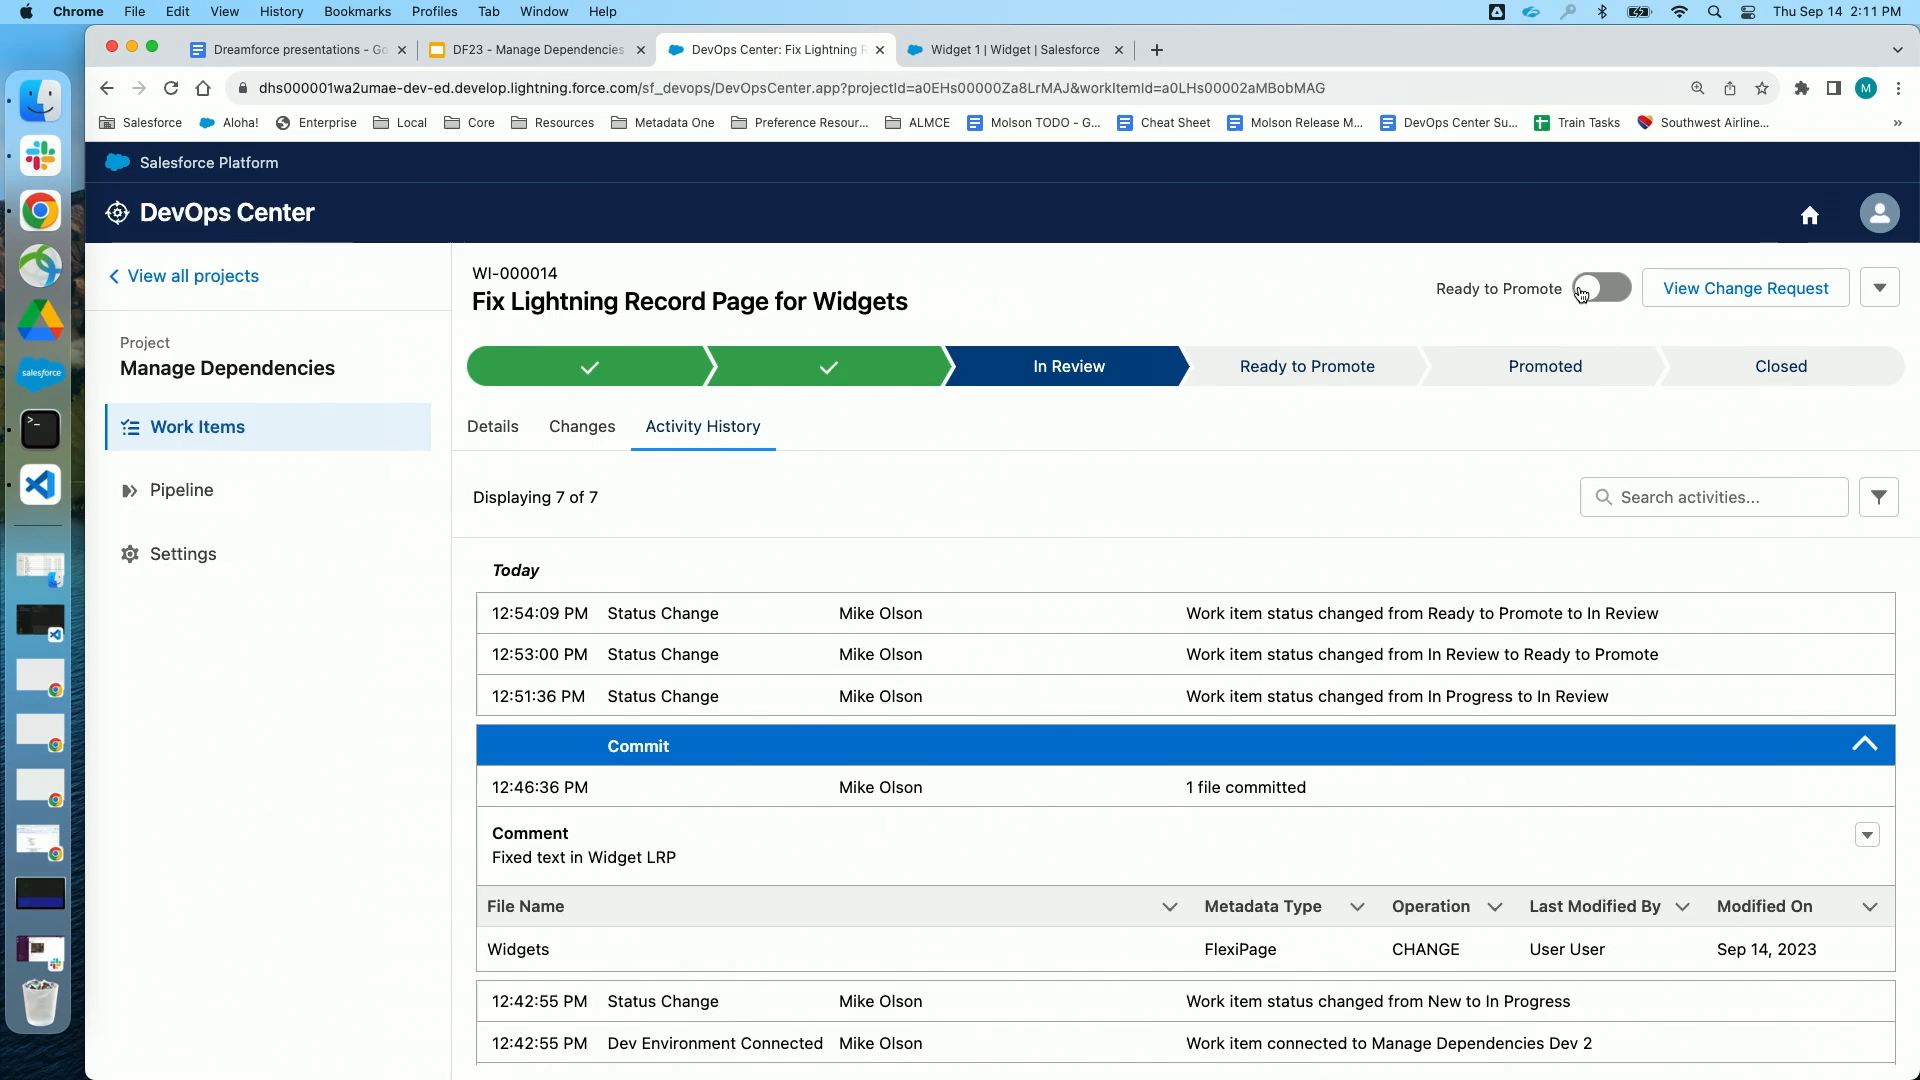 Chrome File Edit View History Bookmarks Profiles Tab Window Help Thu Sep 14 2:11 PM
Dreamforce presentations - Go
DF23 - Manage Dependencies
DevOps Center: Fix Lightning R
Widget 1 | Widget | Salesforce
dhs000001wa2umae-dev-ed.develop.lightning.force.com/sf_devops/DevOpsCenter.app?projectId=a0EHs00000Za8LrMAJ&workItemId=a0LHs00002aMBobMAG
M
Salesforce Aloha! Enterprise Local Core Resources Metadata One Preference Resour... ALMCE Molson TODO - G... Cheat Sheet Molson Release M... DevOps Center Su... Train Tasks Southwest Airline... »
Salesforce Platform
DevOps Center
View all projects
Project
Manage Dependencies
Work Items
Pipeline
Settings
salesforce
WI-000014
Fix Lightning Record Page for Widgets
Ready to Promote
View Change Request
In Review Ready to Promote Promoted Closed
Details Changes Activity History
Displaying 7 of 7
Search activities...
Today
12:54:09 PM Status Change Mike Olson Work item status changed from Ready to Promote to In Review
12:53:00 PM Status Change Mike Olson Work item status changed from In Review to Ready to Promote
12:51:36 PM Status Change Mike Olson Work item status changed from In Progress to In Review
Commit
12:46:36 PM Mike Olson 1 file committed
Comment
Fixed text in Widget LRP
File Name Metadata Type Operation Last Modified By Modified On
Widgets FlexiPage CHANGE User User Sep 14, 2023
12:42:55 PM Status Change Mike Olson Work item status changed from New to In Progress
12:42:55 PM Dev Environment Connected Mike Olson Work item connected to Manage Dependencies Dev 2